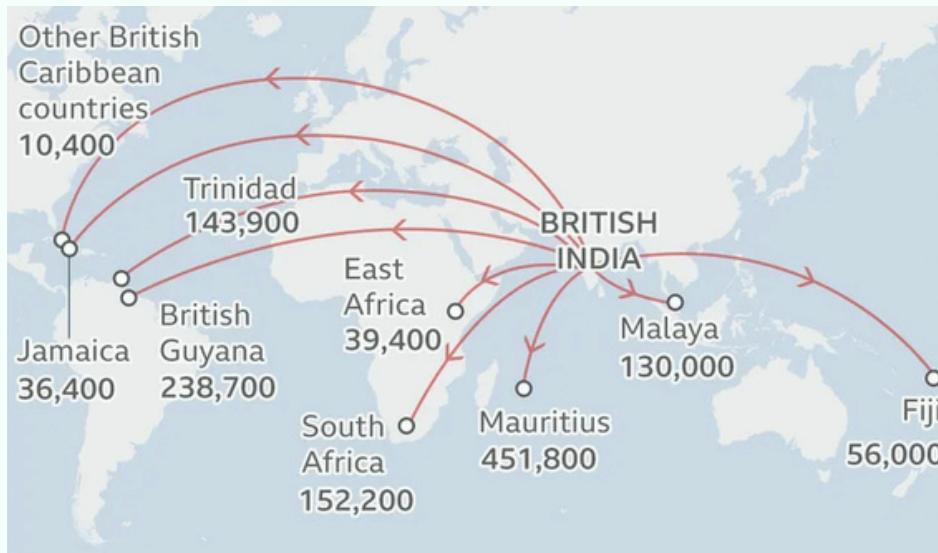 Other British
Caribbean
countries
10,400
Trinidad
143,900
BRITISH
INDIA
East
Africa
39,400
Jamaica
36,400
British
Guyana
238,700
Malaya
130,000
South
Africa
152,200
Mauritius
451,800
Fiji
56,000